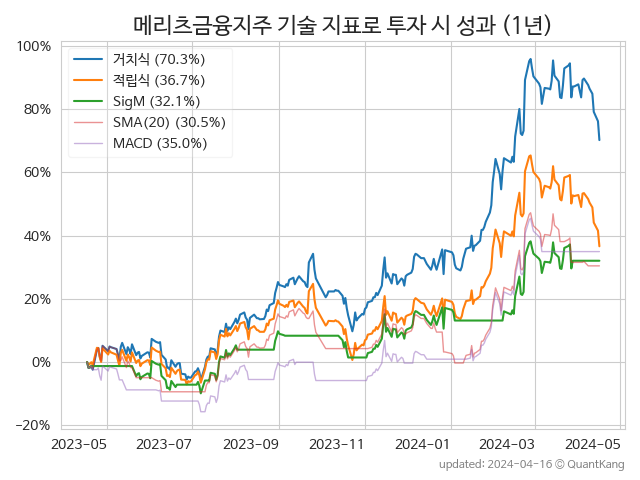 메리츠금융지주 기술 지표로 투자 시 성과 (1년)
100%
80%
60%
40%
20%
0%
−20%
거치식 (70.3%)
적립식 (36.7%)
SigM (32.1%)
SMA(20) (30.5%)
MACD (35.0%)
2023-05 2023-07 2023-09 2023-11 2024-01 2024-03 2024-05
updated: 2024-04-16 © QuantKang